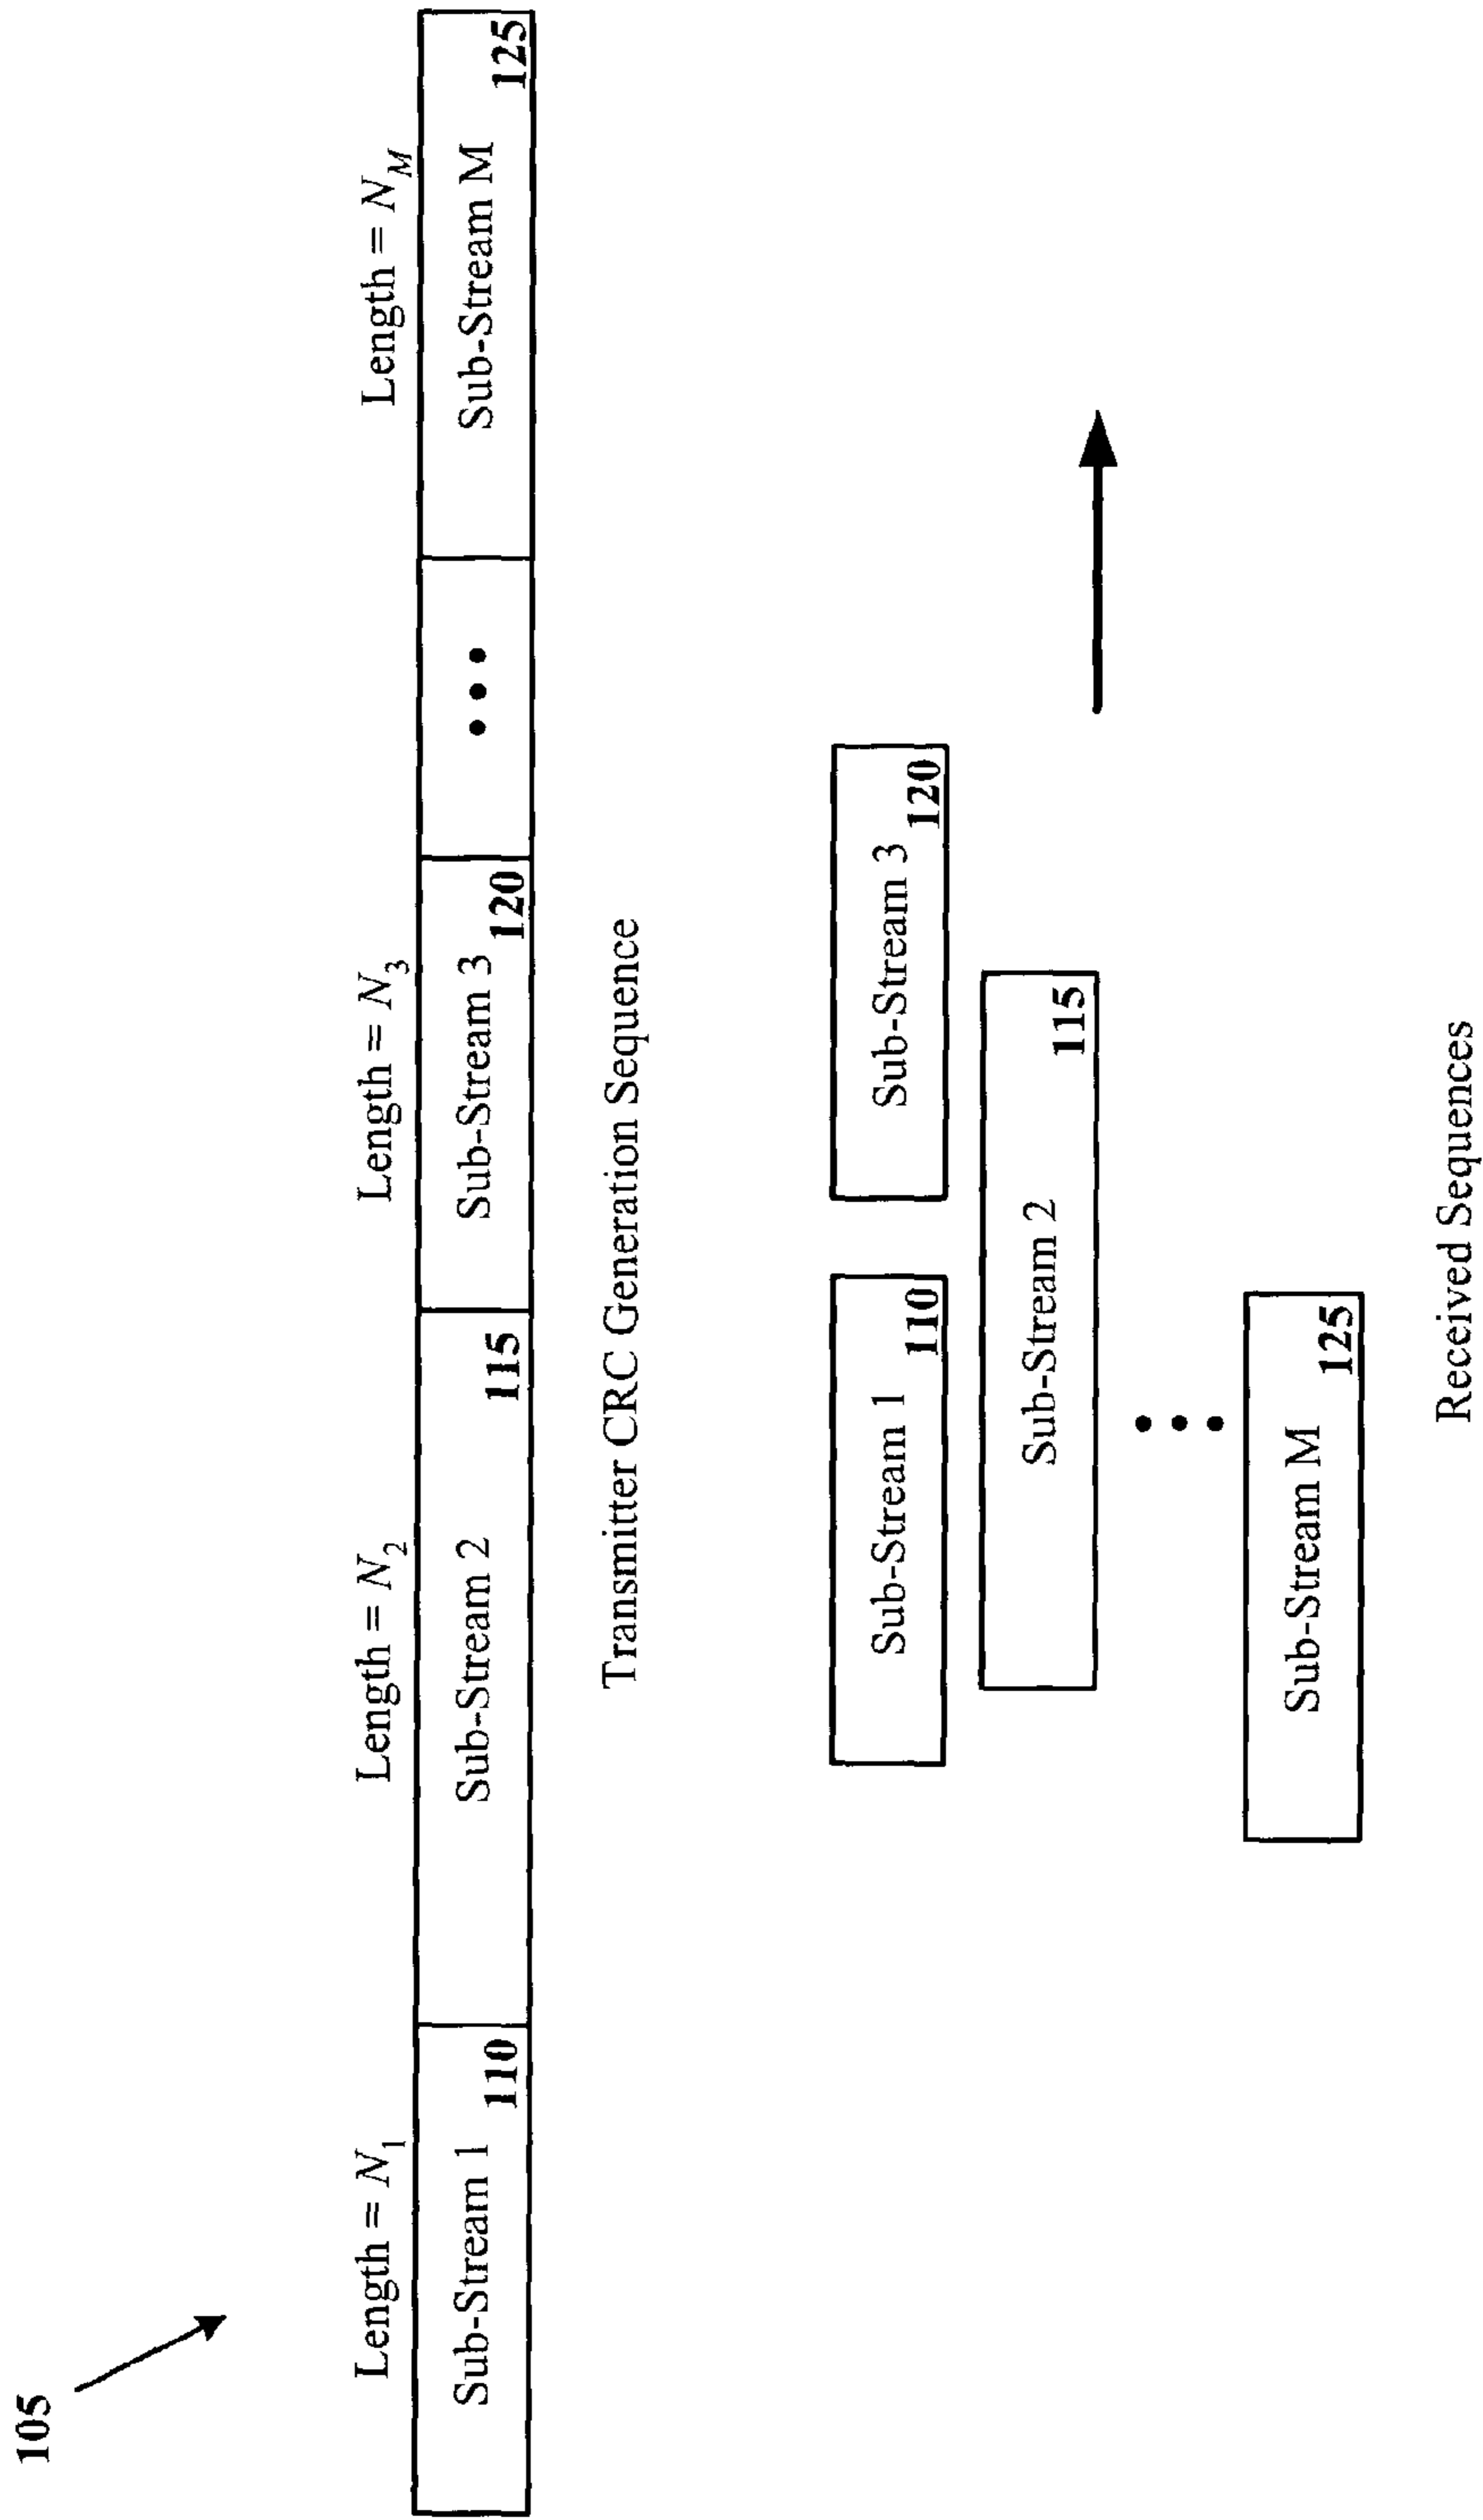 105
Length = N1
Length = N2
Length = N3
Length = NM
Sub-Stream 1
110
Sub-Stream 2
115
Sub-Stream 3
120
• • •
Sub-Stream M
125
Transmitter CRC Generation Sequence
Sub-Stream 1
110
Sub-Stream 3
120
Sub-Stream 2
115
• • •
Sub-Stream M
125
Received Sequences